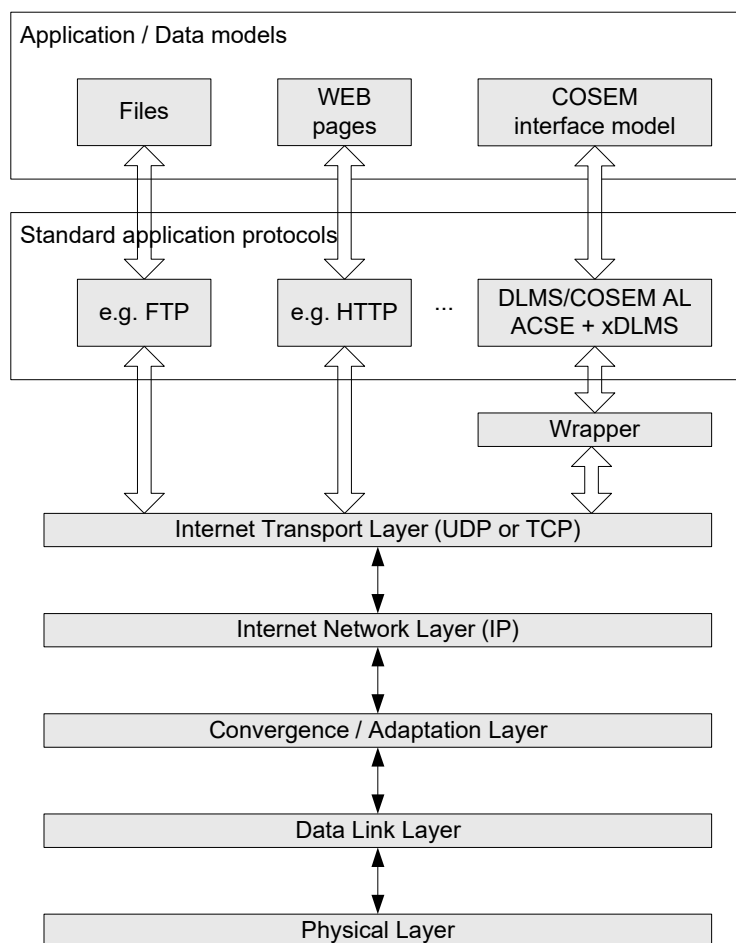 Application / Data models
Files
WEB
pages
COSEM
interface model
Standard application protocols
e.g. FTP
e.g. HTTP
...
DLMS/COSEM AL
ACSE + xDLMS
Wrapper
Internet Transport Layer (UDP or TCP)
Internet Network Layer (IP)
Convergence / Adaptation Layer
Data Link Layer
Physical Layer